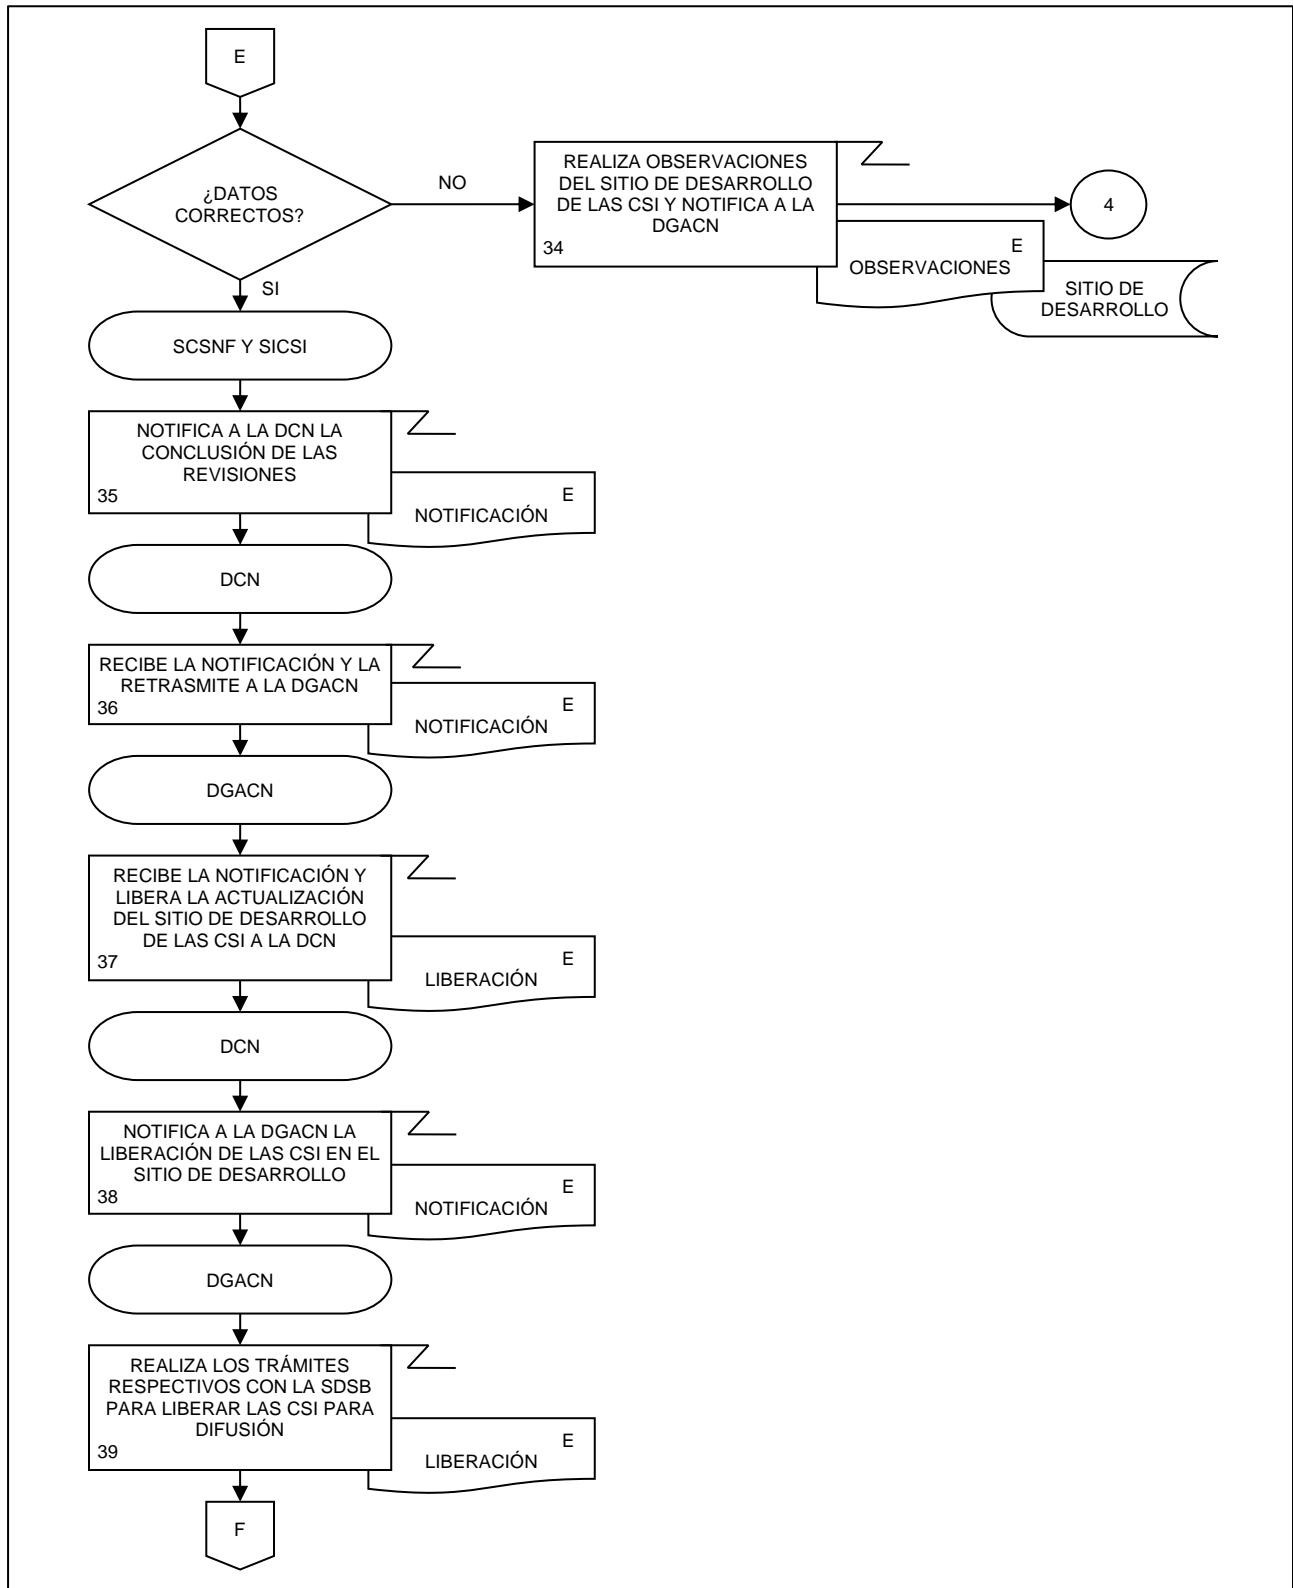 E
¿DATOS
CORRECTOS?
NO
REALIZA OBSERVACIONES
DEL SITIO DE DESARROLLO
DE LAS CSI Y NOTIFICA A LA
DGACN
34
4
E
OBSERVACIONES
SITIO DE
DESARROLLO
SI
SCSNF Y SICSI
NOTIFICA A LA DCN LA
CONCLUSIÓN DE LAS
REVISIONES
35
E
NOTIFICACIÓN
DCN
RECIBE LA NOTIFICACIÓN Y LA
RETRASMITE A LA DGACN
36
E
NOTIFICACIÓN
DGACN
RECIBE LA NOTIFICACIÓN Y
LIBERA LA ACTUALIZACIÓN
DEL SITIO DE DESARROLLO
DE LAS CSI A LA DCN
37
E
LIBERACIÓN
DCN
NOTIFICA A LA DGACN LA
LIBERACIÓN DE LAS CSI EN EL
SITIO DE DESARROLLO
38
E
NOTIFICACIÓN
DGACN
REALIZA LOS TRÁMITES
RESPECTIVOS CON LA SDSB
PARA LIBERAR LAS CSI PARA
DIFUSIÓN
39
E
LIBERACIÓN
F